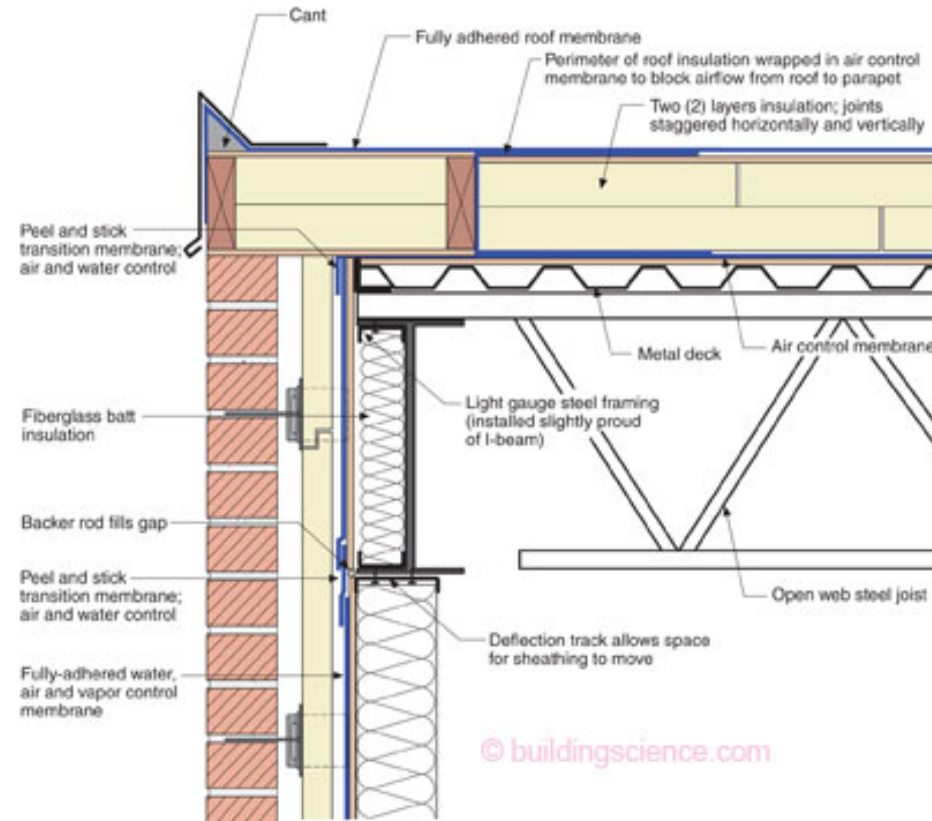 Cant
Fully adhered roof membrane
Perimeter of roof insulation wrapped in air control
membrane to block airflow from roof to parapet
Two (2) layers insulation; joints
staggered horizontally and vertically
Peel and stick
transition membrane;
air and water control
Metal deck
Air control membrane
Fiberglass batt
insulation
Light gauge steel framing
(installed slightly proud
of I-beam)
Backer rod fills gap
Peel and stick
transition membrane;
air and water control
Open web steel joist
Deflection track allows space
for sheathing to move
Fully-adhered water,
air and vapor control
membrane
© buildingscience.com